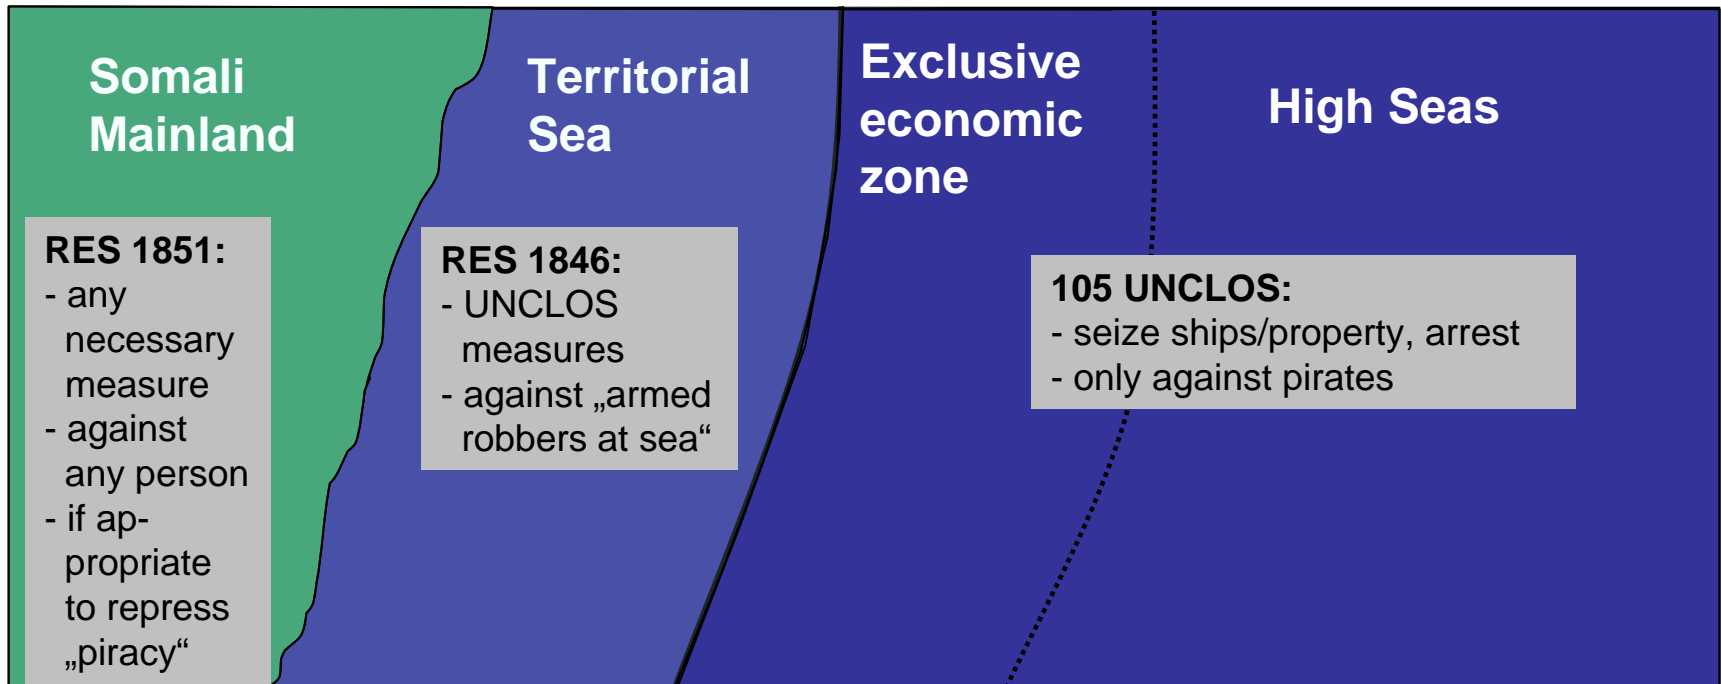 Somali
Mainland
Territorial
Sea
Exclusive
economic
zone
High Seas
RES 1851:
- any
necessary
measure
- against
any person
- if ap-
propriate
to repress
„piracy“
RES 1846:
- UNCLOS
measures
- against „armed
robbers at sea“
105 UNCLOS:
- seize ships/property, arrest
- only against pirates